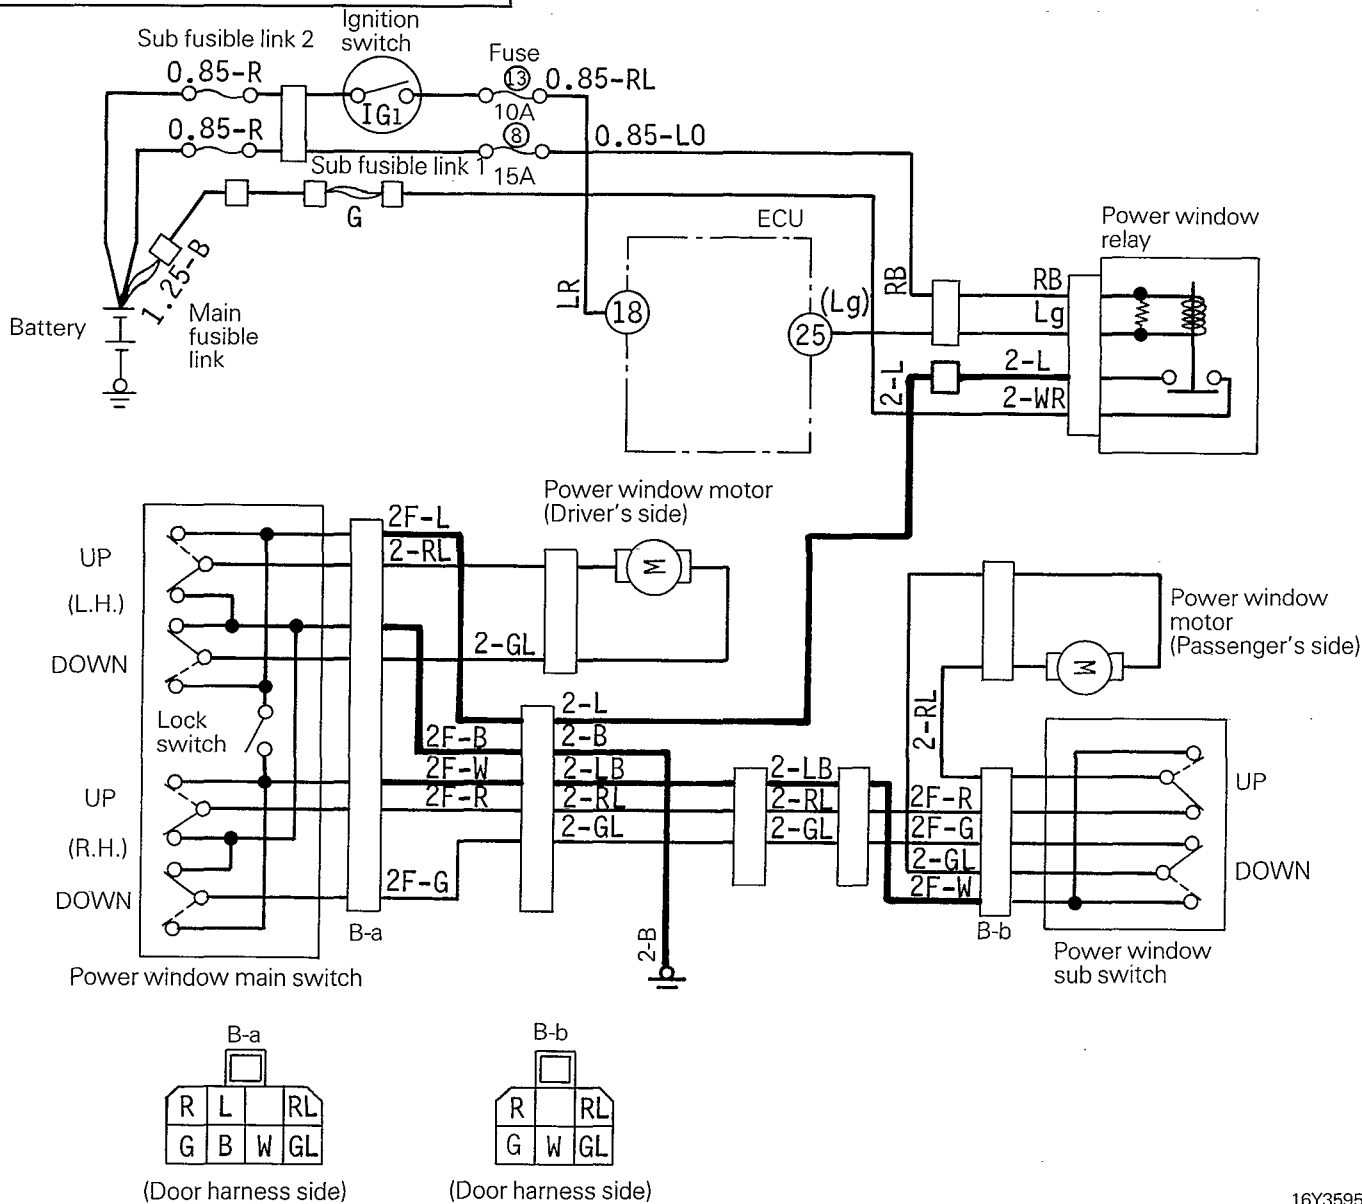 Ignition
switch
Sub fusible link 2
0.85-R
IG1
Fuse
13
0.85-RL
10A
0.85-R
8
0.85-LO
15A
Sub fusible link 1
G
1.25-B
Main
fusible
link
Battery
ECU
LR
18
25
(Lg)
RB
Power window
relay
RB
Lg
2-L
2-L
2-WR
Power window motor
(Driver's side)
M
2F-L
2-RL
2-GL
UP
(L.H.)
DOWN
Lock
switch
UP
(R.H.)
DOWN
2F-B
2F-W
2F-R
2F-G
2-L
2-B
2-LB
2-RL
2-GL
2-LB
2-RL
2-GL
2-B
B-a
Power window main switch
Power window
motor
(Passenger's side)
M
2-RL
2F-R
2F-G
2-GL
2F-W
UP
DOWN
B-b
Power window
sub switch
B-a
R L RL
G B W GL
(Door harness side)
B-b
R RL
G W GL
(Door harness side)
16Y3595